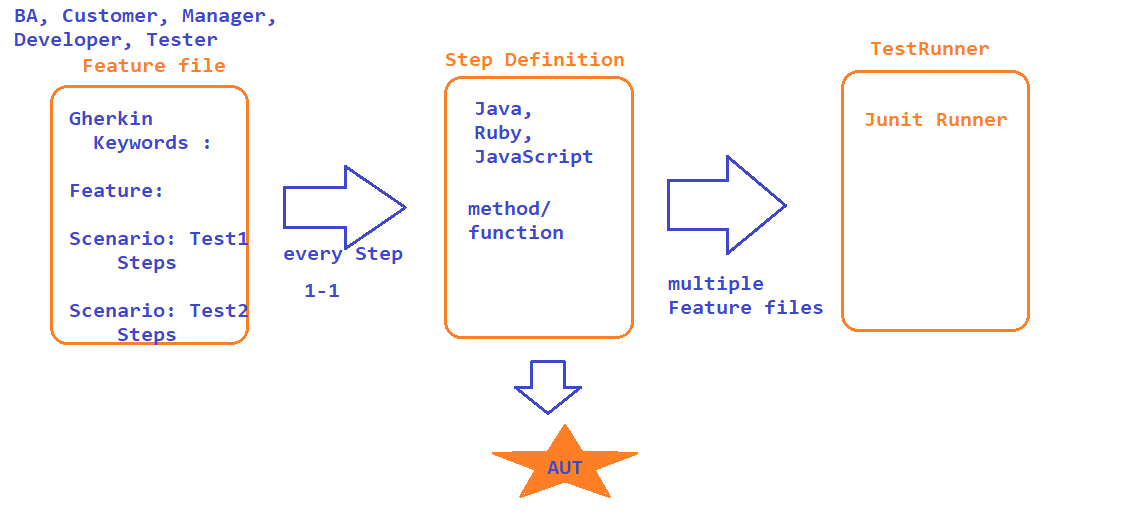 BA, Customer, Manager,
Developer, Tester
Feature file
Gherkin
Keywords :
Feature:
Scenario: Test1
Steps
Scenario: Test2
Steps
every Step
1-1
Step Definition
Java,
Ruby,
JavaScript
method/
function
AUT
multiple
Feature files
TestRunner
Junit Runner